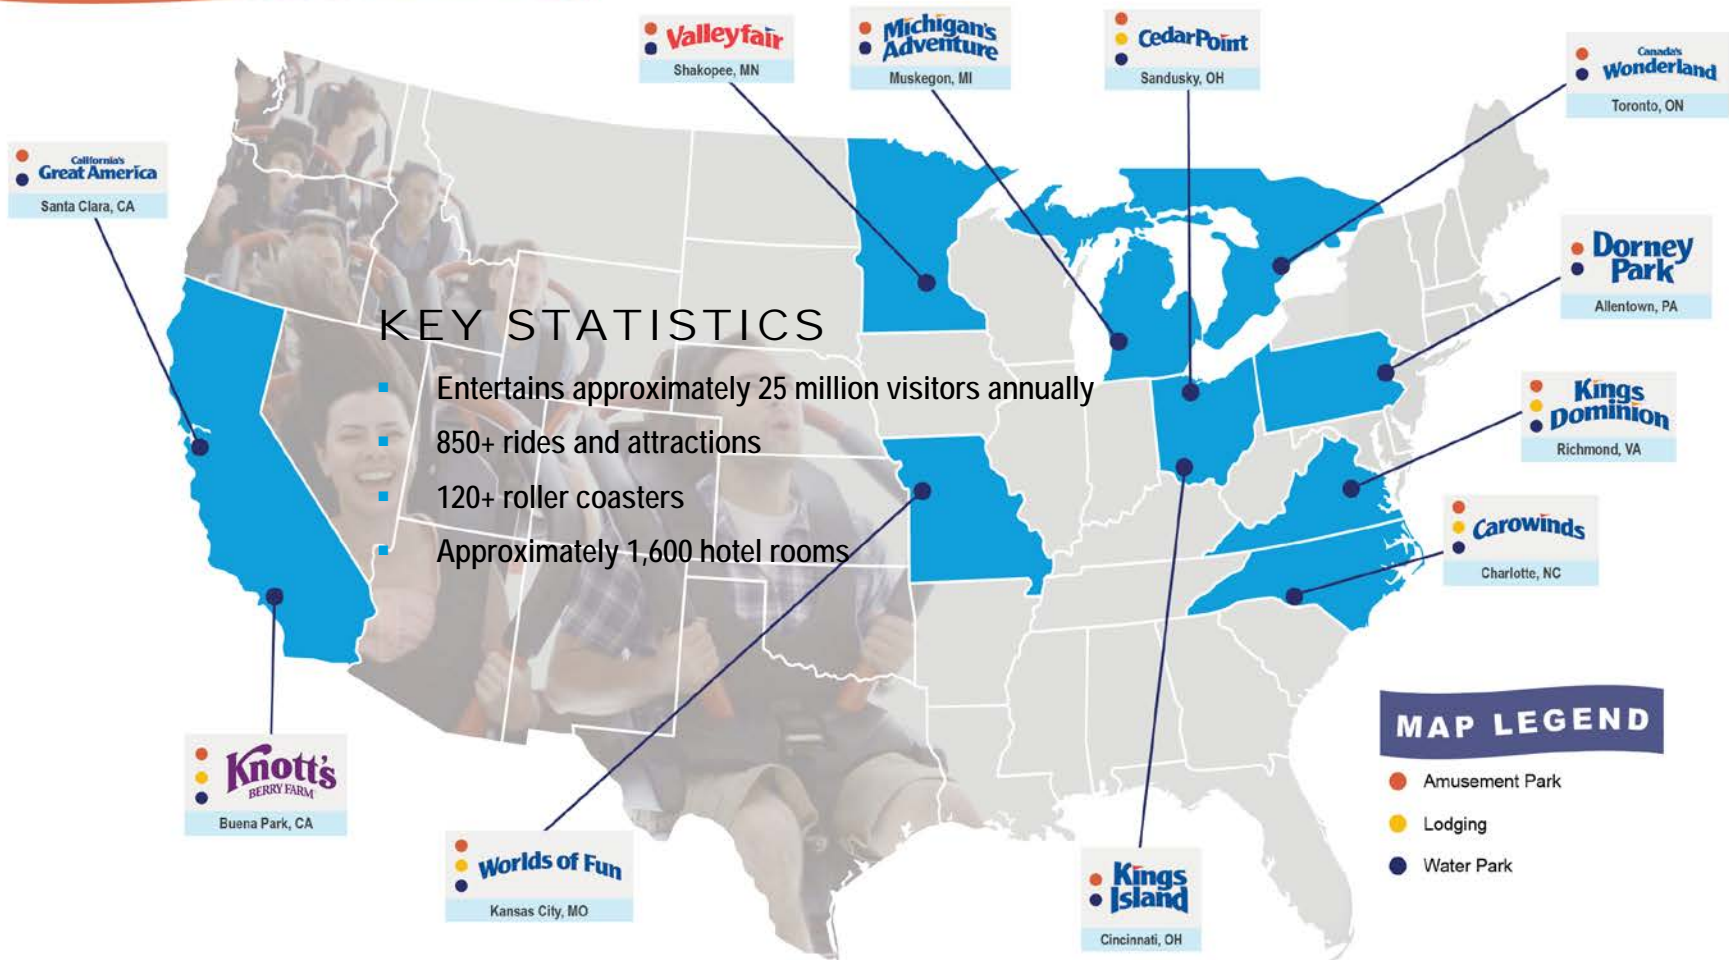 Valleyfair
Shakopee, MN
Michigan's
Adventure
Muskegon, MI
CedarPoint
Sandusky, OH
Canada's
Wonderland
Toronto, ON
California's
Great America
Santa Clara, CA
Dorney
Park
Allentown, PA
KEY STATISTICS
▪ Entertains approximately 25 million visitors annually
▪ 850+ rides and attractions
▪ 120+ roller coasters
▪ Approximately 1,600 hotel rooms
Kings
Dominion
Richmond, VA
Carowinds
Charlotte, NC
Knott's
BERRY FARM
Buena Park, CA
Worlds of Fun
Kansas City, MO
Kings
Island
Cincinnati, OH
MAP LEGEND
Amusement Park
Lodging
Water Park